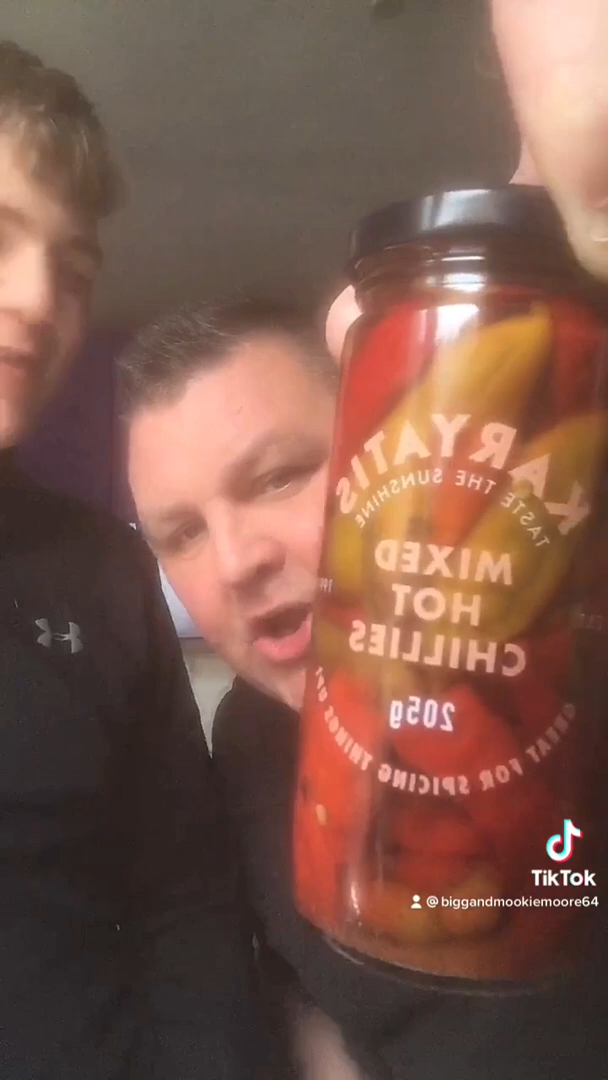 KARYATIS
TASTE THE SUNSHINE
MIXED
HOT
CHILLIES
205g
GREAT FOR SPICING THINGS UP!
TikTok
@biggandmookiemoore64